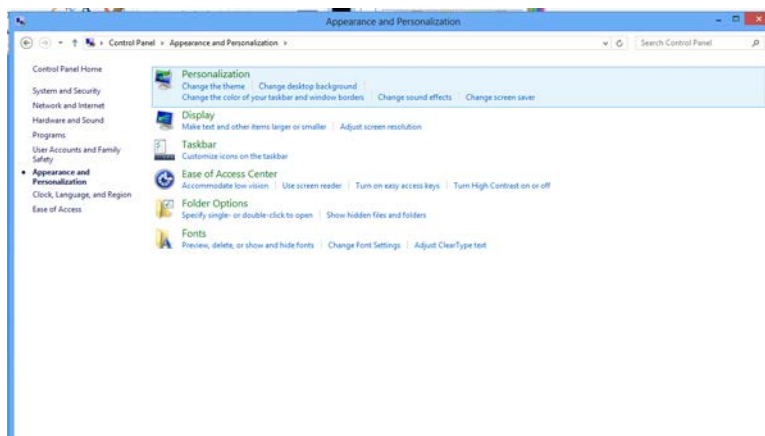 Appearance and Personalization
Control Panel › Appearance and Personalization ›
Search Control Panel
Control Panel Home
System and Security
Network and Internet
Hardware and Sound
Programs
User Accounts and Family
Safety
Appearance and
Personalization
Clock, Language, and Region
Ease of Access
Personalization
Change the theme | Change desktop background
Change the color of your taskbar and window borders | Change sound effects | Change screen saver
Display
Make text and other items larger or smaller | Adjust screen resolution
Taskbar
Customize icons on the taskbar
Ease of Access Center
Accommodate low vision | Use screen reader | Turn on easy access keys | Turn High Contrast on or off
Folder Options
Specify single- or double-click to open | Show hidden files and folders
Fonts
Preview, delete, or show and hide fonts | Change Font Settings | Adjust ClearType text